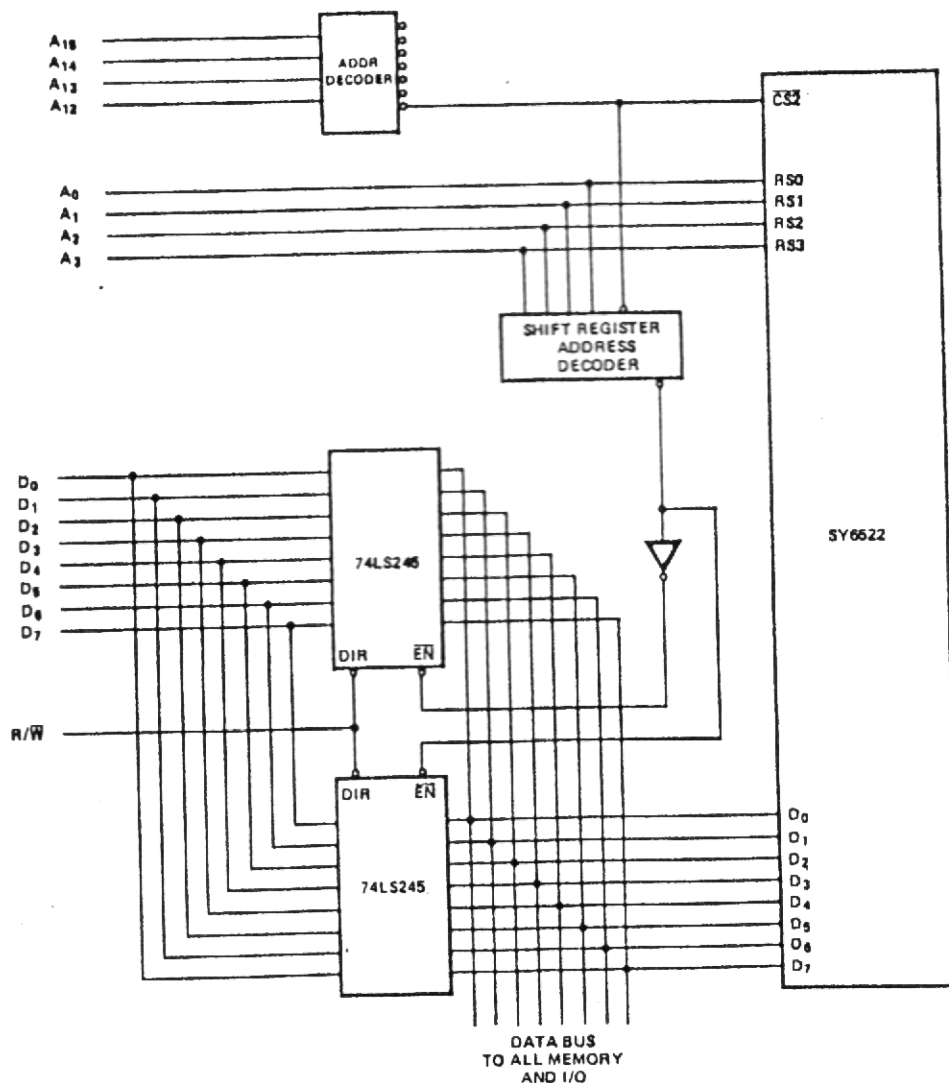 A15
A14
A13
A12
ADDR
DECODER
CS2
A0
A1
A2
A3
RS0
RS1
RS2
RS3
SHIFT REGISTER
ADDRESS
DECODER
D0
D1
D2
D3
D4
D5
D6
D7
74LS245
DIR
EN
SY6522
R/W
DIR
EN
74LS245
D0
D1
D2
D3
D4
D5
D6
D7
DATA BUS
TO ALL MEMORY
AND I/O